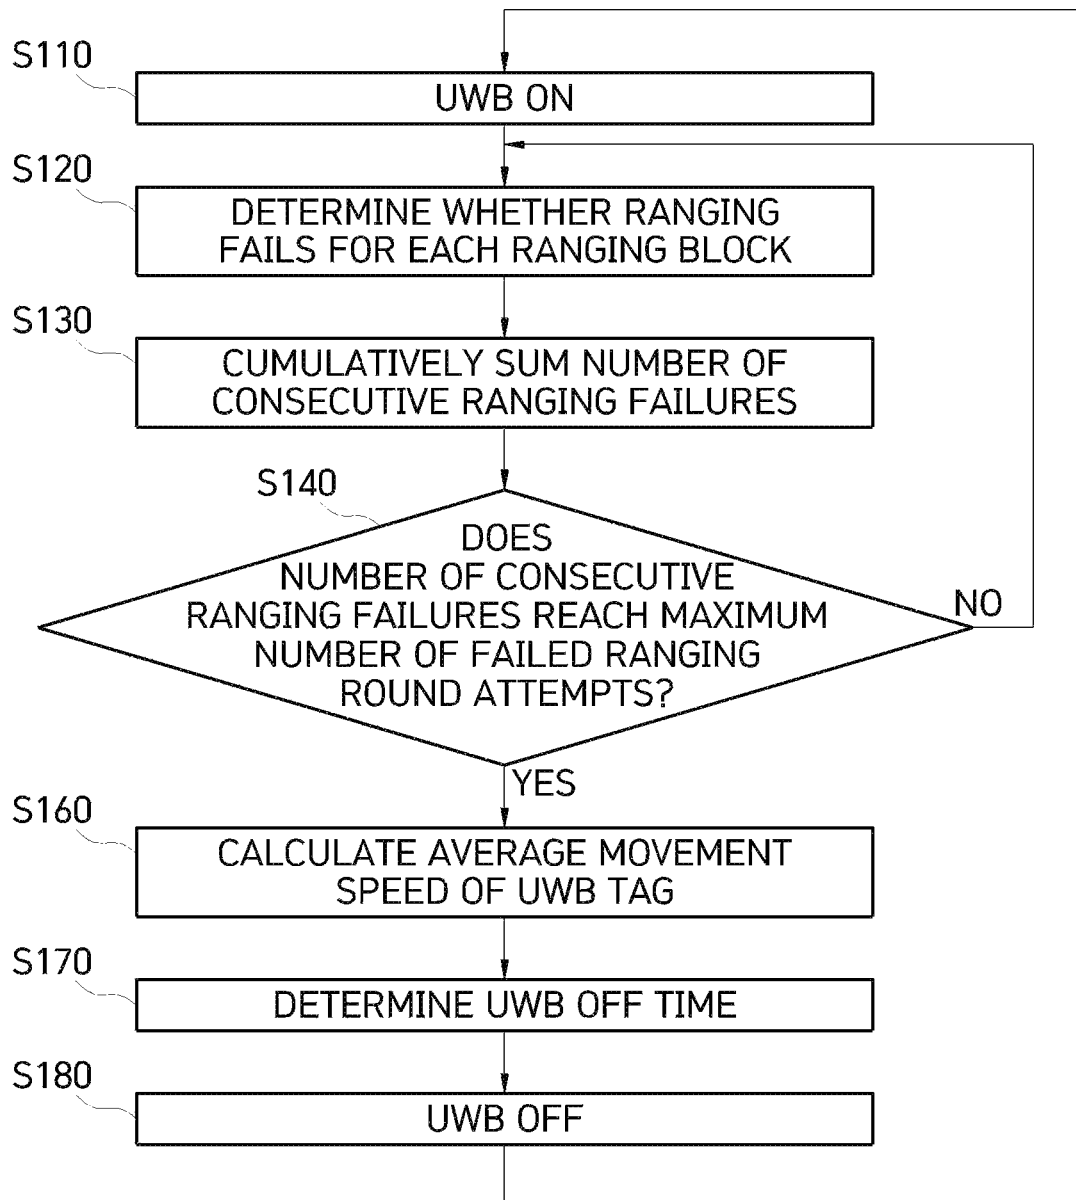 S110
UWB ON
S120
DETERMINE WHETHER RANGING
FAILS FOR EACH RANGING BLOCK
S130
CUMULATIVELY SUM NUMBER OF
CONSECUTIVE RANGING FAILURES
S140
DOES
NUMBER OF CONSECUTIVE
RANGING FAILURES REACH MAXIMUM
NUMBER OF FAILED RANGING
ROUND ATTEMPTS?
NO
YES
S160
CALCULATE AVERAGE MOVEMENT
SPEED OF UWB TAG
S170
DETERMINE UWB OFF TIME
S180
UWB OFF